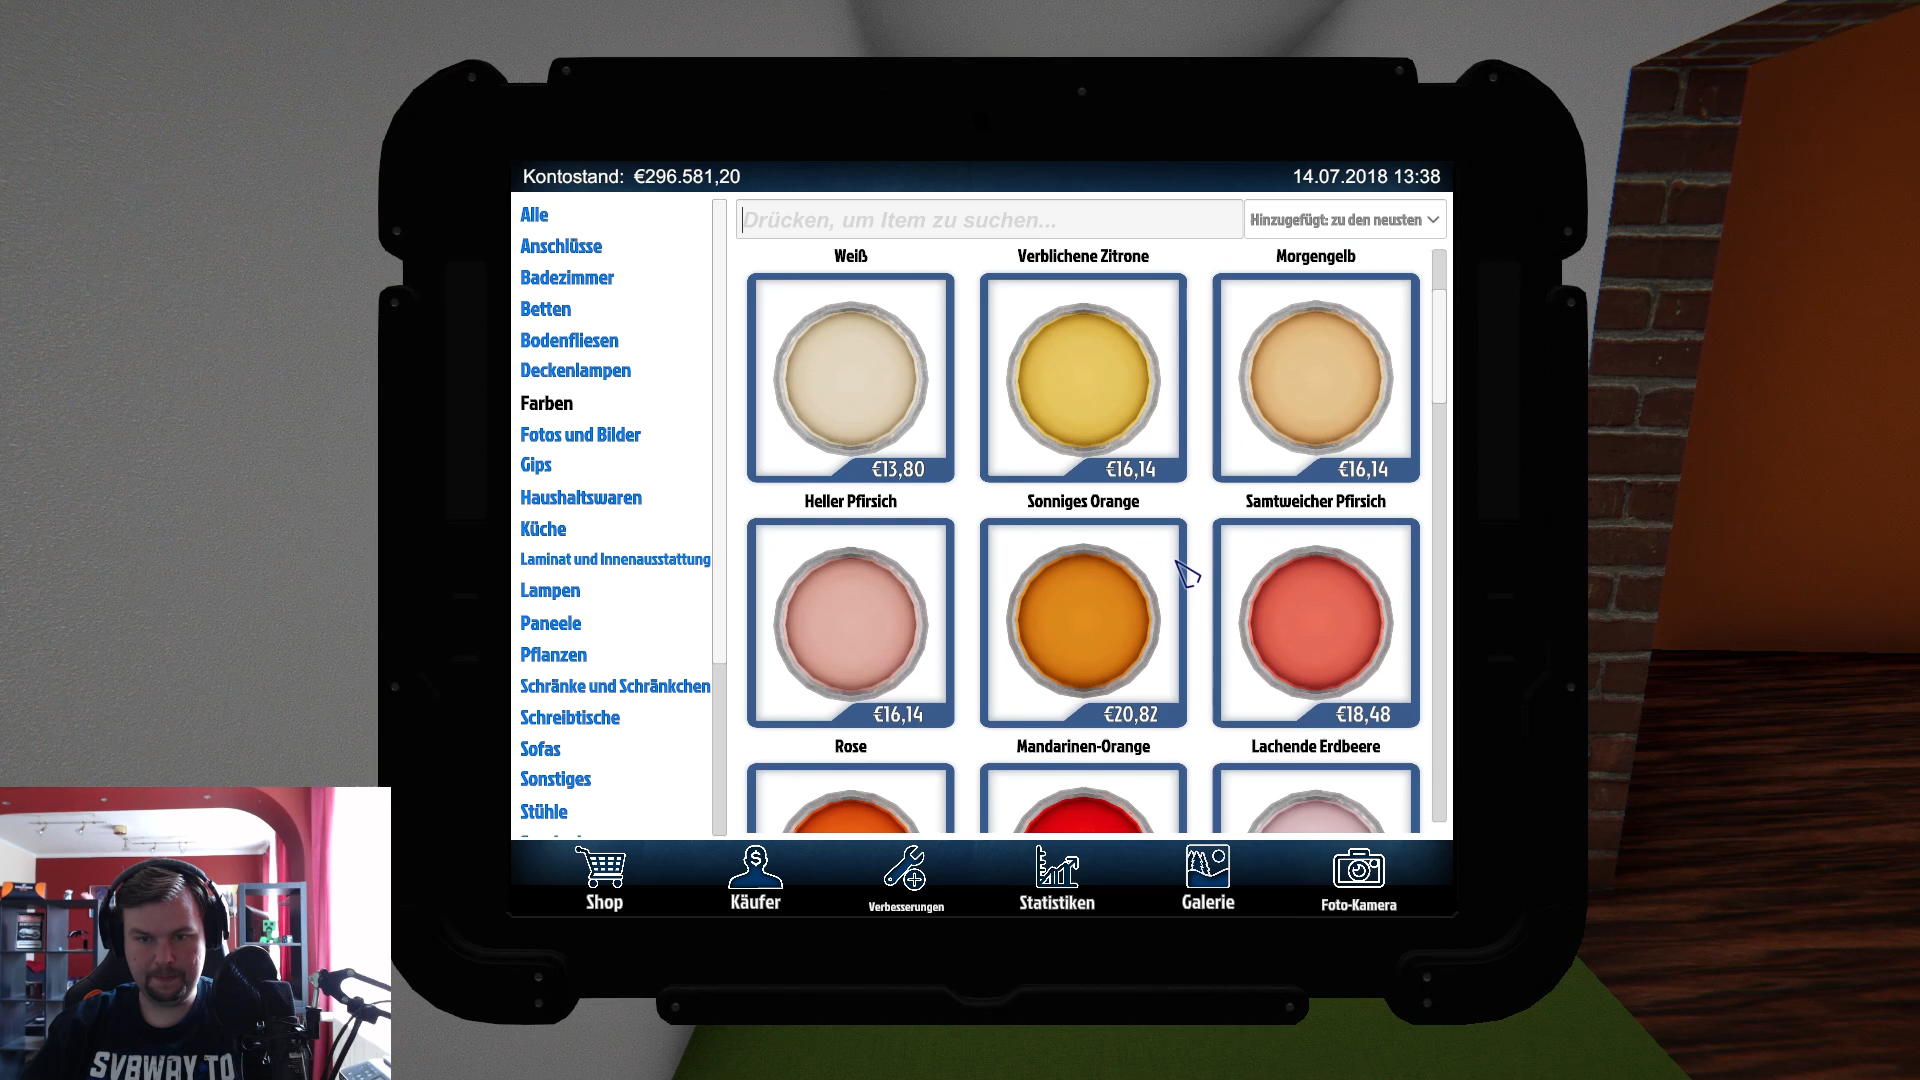 Kontostand: €296.581,20
14.07.2018 13:38
Alle
Anschlüsse
Badezimmer
Betten
Bodenfliesen
Deckenlampen
Farben
Fotos und Bilder
Gips
Haushaltswaren
Küche
Laminat und Innenausstattung
Lampen
Paneele
Pflanzen
Schränke und Schränkchen
Schreibtische
Sofas
Sonstiges
Stühle
Drücken, um Item zu suchen...
Hinzugefügt: zu den neusten
Weiß
Verblichene Zitrone
Morgengelb
€13,80
€16,14
€16,14
Heller Pfirsich
Sonniges Orange
Samtweicher Pfirsich
€16,14
€20,82
€18,48
Rose
Mandarinen-Orange
Lachende Erdbeere
Shop
Käufer
Verbesserungen
Statistiken
Galerie
Foto-Kamera
SVBWAY TO